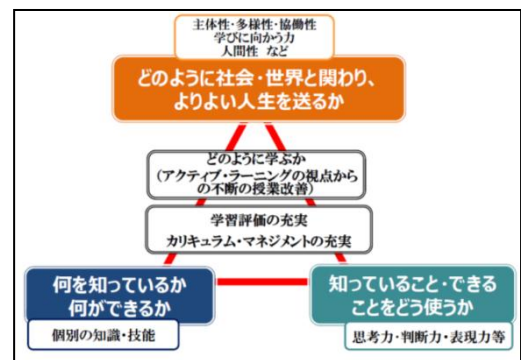 主体性・多様性・協働性
学びに向かう力
人間性 など
どのように社会・世界と関わり、
よりよい人生を送るか
どのように学ぶか
(アクティブ・ラーニングの視点から
の不断の授業改善)
学習評価の充実
カリキュラム・マネジメントの充実
何を知っているか
何ができるか
個別の知識・技能
知っていること・できる
ことをどう使うか
思考力・判断力・表現力等